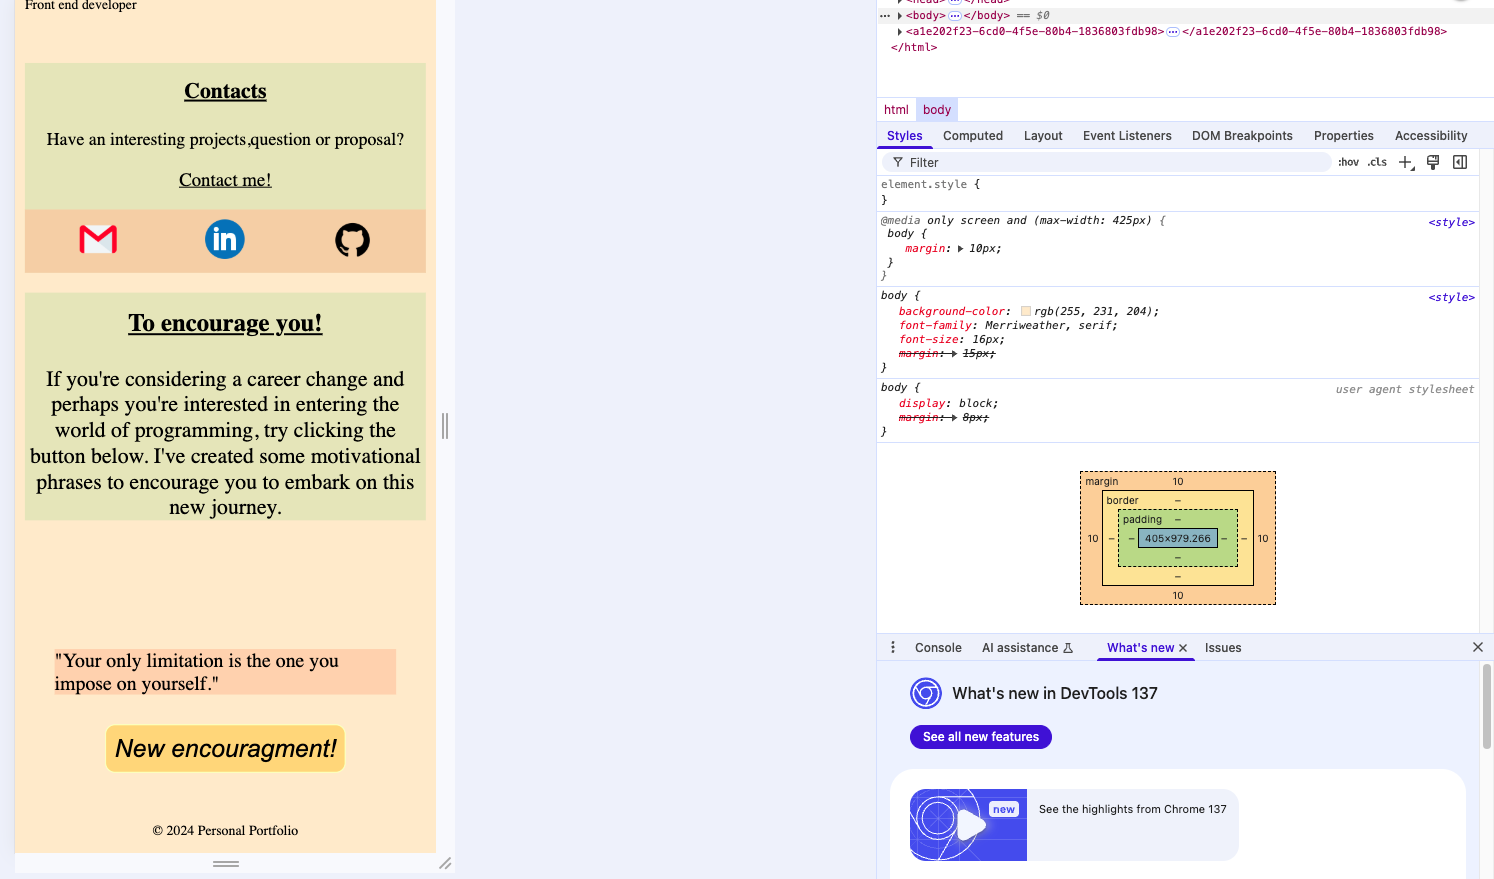 Front end developer
Contacts
Have an interesting projects,question or proposal?
Contact me!
in
To encourage you!
If you're considering a career change and
perhaps you're interested in entering the
world of programming, try clicking the
button below. I've created some motivational
phrases to encourage you to embark on this
new journey.
"Your only limitation is the one you
impose on yourself."
New encouragment!
© 2024 Personal Portfolio
<head> … </head>
… <body> … </body> == $0
<a1e202f23-6cd0-4f5e-80b4-1836803fdb98> … </a1e202f23-6cd0-4f5e-80b4-1836803fdb98>
</html>
html body
Styles Computed Layout Event Listeners DOM Breakpoints Properties Accessibility
Filter :hov .cls
element.style {
}
@media only screen and (max-width: 425px) { <style>
body {
margin: 10px;
}
}
body { <style>
background-color: rgb(255, 231, 204);
font-family: Merriweather, serif;
font-size: 16px;
margin: 15px;
}
body { user agent stylesheet
display: block;
margin: 8px;
}
margin 10
border –
padding –
10 – – 405×979.266 – – 10
–
–
10
Console AI assistance What's new Issues
What's new in DevTools 137
See all new features
new
See the highlights from Chrome 137